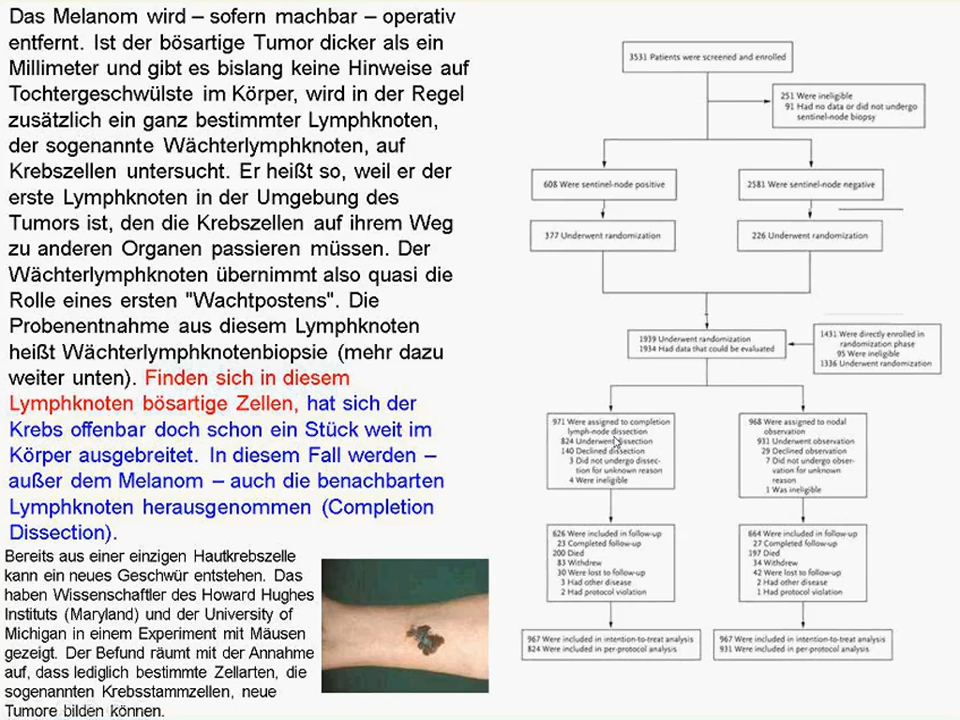 Das Melanom wird – sofern machbar – operativ
entfernt. Ist der bösartige Tumor dicker als ein
Millimeter und gibt es bislang keine Hinweise auf
Tochtergeschwülste im Körper, wird in der Regel
zusätzlich ein ganz bestimmter Lymphknoten,
der sogenannte Wächterlymphknoten, auf
Krebszellen untersucht. Er heißt so, weil er der
erste Lymphknoten in der Umgebung des
Tumors ist, den die Krebszellen auf ihrem Weg
zu anderen Organen passieren müssen. Der
Wächterlymphknoten übernimmt also quasi die
Rolle eines ersten "Wachtpostens". Die
Probenentnahme aus diesem Lymphknoten
heißt Wächterlymphknotenbiopsie (mehr dazu
weiter unten). Finden sich in diesem
Lymphknoten bösartige Zellen, hat sich der
Krebs offenbar doch schon ein Stück weit im
Körper ausgebreitet. In diesem Fall werden –
außer dem Melanom – auch die benachbarten
Lymphknoten herausgenommen (Completion
Dissection).
Bereits aus einer einzigen Hautkrebszelle
kann ein neues Geschwür entstehen. Das
haben Wissenschaftler des Howard Hughes
Instituts (Maryland) und der University of
Michigan in einem Experiment mit Mäusen
gezeigt. Der Befund räumt mit der Annahme
auf, dass lediglich bestimmte Zellarten, die
sogenannten Krebsstammzellen, neue
Tumore bilden können.
3531 Patients were screened and enrolled
251 Were ineligible
91 Had no data or did not undergo
sentinel-node biopsy
608 Were sentinel-node positive
2581 Were sentinel-node negative
377 Underwent randomization
226 Underwent randomization
1939 Underwent randomization
1934 Had data that could be evaluated
1431 Were directly enrolled in
randomization phase
95 Were ineligible
1336 Underwent randomization
971 Were assigned to completion
lymph-node dissection
824 Underwent dissection
140 Declined dissection
3 Did not undergo dissec-
tion for unknown reason
4 Were ineligible
968 Were assigned to nodal
observation
931 Underwent observation
29 Declined observation
7 Did not undergo obser-
vation for unknown
reason
1 Was ineligible
626 Were included in follow-up
23 Completed follow-up
200 Died
83 Withdrew
30 Were lost to follow-up
3 Had other disease
2 Had protocol violation
664 Were included in follow-up
27 Completed follow-up
197 Died
34 Withdrew
42 Were lost to follow-up
2 Had other disease
1 Had protocol violation
967 Were included in intention-to-treat analysis
824 Were included in per-protocol analysis
967 Were included in intention-to-treat analysis
931 Were included in per-protocol analysis